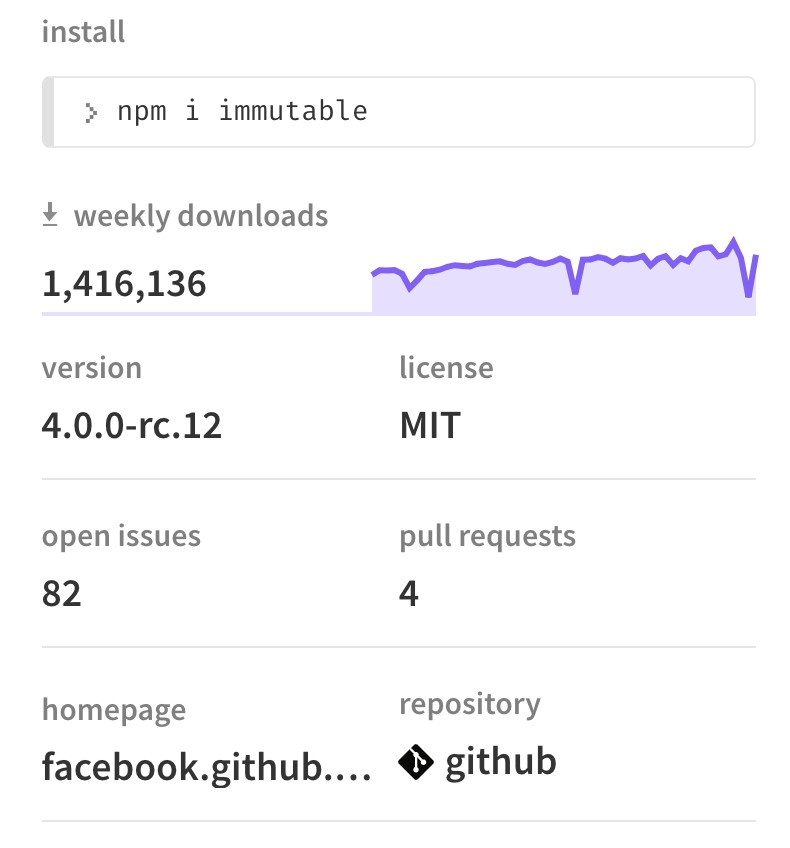 install
npm i immutable
weekly downloads
1,416,136
version
license
4.0.0-rc.12
MIT
open issues
pull requests
82
4
homepage
repository
facebook.github....
github